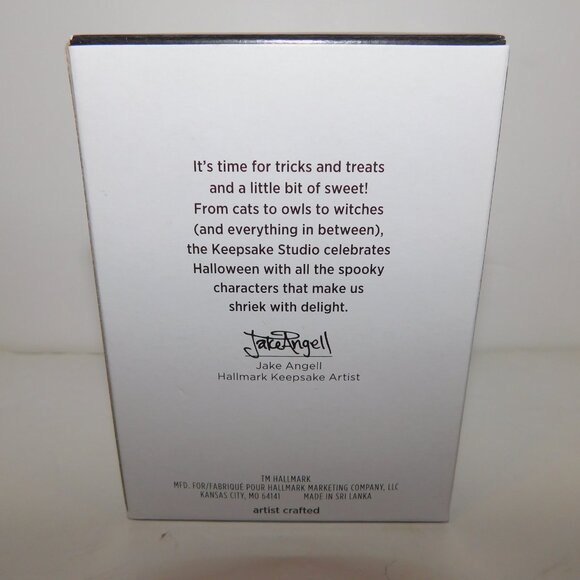 It's time for tricks and treats
and a little bit of sweet!
From cats to owls to witches
(and everything in between),
the Keepsake Studio celebrates
Halloween with all the spooky
characters that make us
shriek with delight.
Jake Angell
Jake Angell
Hallmark Keepsake Artist
TM HALLMARK
MFD. FOR/FABRIQUÉ POUR HALLMARK MARKETING COMPANY, LLC
KANSAS CITY, MO 64141 MADE IN SRI LANKA
artist crafted